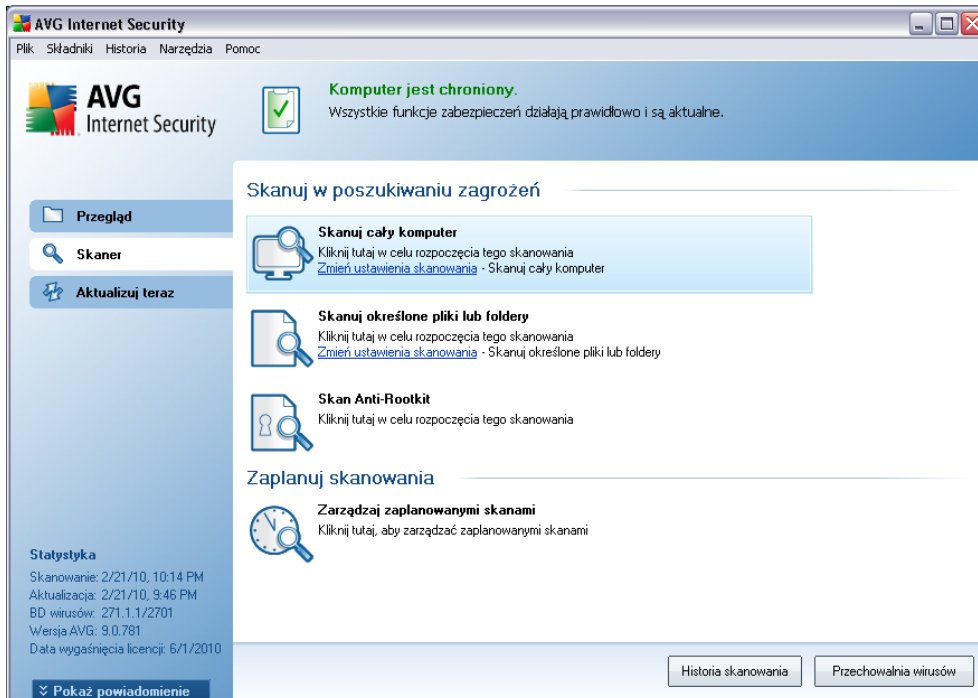 AVG Internet Security
Plik Składniki Historia Narzędzia Pomoc
AVG
Internet Security
Komputer jest chroniony.
Wszystkie funkcje zabezpieczeń działają prawidłowo i są aktualne.
Przegląd
Skaner
Aktualizuj teraz
Skanuj w poszukiwaniu zagrożeń
Skanuj cały komputer
Kliknij tutaj w celu rozpoczęcia tego skanowania
Zmień ustawienia skanowania - Skanuj cały komputer
Skanuj określone pliki lub foldery
Kliknij tutaj w celu rozpoczęcia tego skanowania
Zmień ustawienia skanowania - Skanuj określone pliki lub foldery
Skan Anti-Rootkit
Kliknij tutaj w celu rozpoczęcia tego skanowania
Zaplanuj skanowania
Zarządzaj zaplanowanymi skanami
Kliknij tutaj, aby zarządzać zaplanowanymi skanami
Statystyka
Skanowanie: 2/21/10, 10:14 PM
Aktualizacja: 2/21/10, 9:46 PM
BD wirusów: 271.1.1/2701
Wersja AVG: 9.0.781
Data wygaśnięcia licencji: 6/1/2010
Pokaż powiadomienie
Historia skanowania
Przechowalnia wirusów